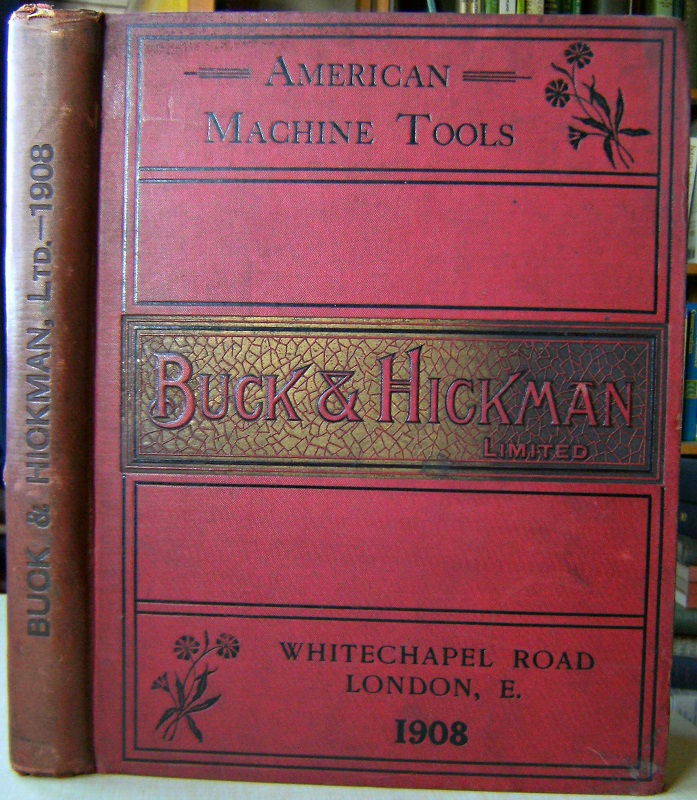 BUCK & HICKMAN, LTD.—1908
AMERICAN
MACHINE TOOLS
BUCK & HICKMAN
LIMITED
WHITECHAPEL ROAD
LONDON, E.
1908